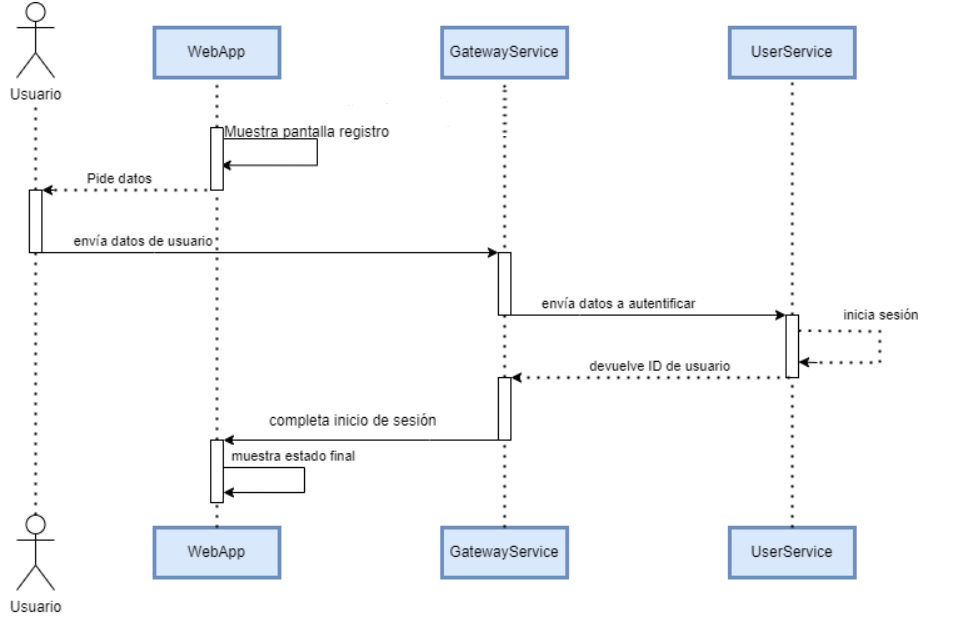 Usuario
WebApp
GatewayService
UserService
Muestra pantalla registro
Pide datos
envía datos de usuario
envía datos a autentificar
inicia sesión
devuelve ID de usuario
completa inicio de sesión
muestra estado final
Usuario
WebApp
GatewayService
UserService